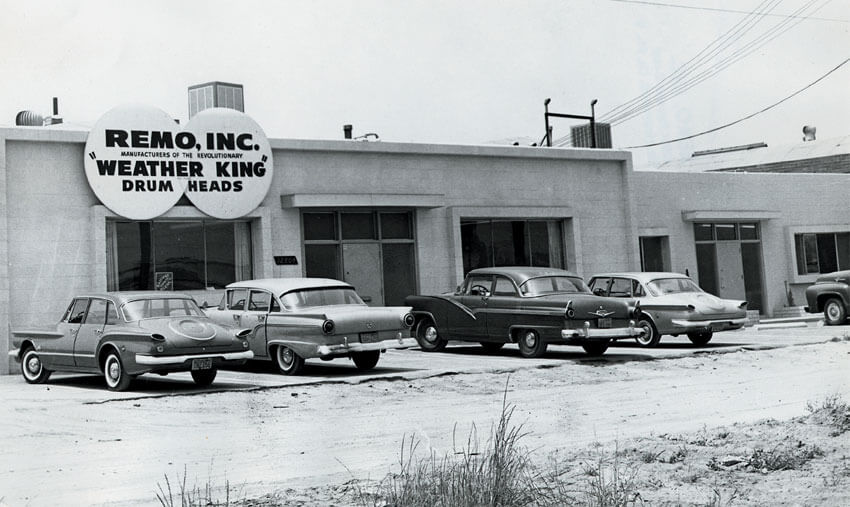 REMO, INC.
MANUFACTURERS OF THE REVOLUTIONARY
"WEATHER KING"
DRUM HEADS